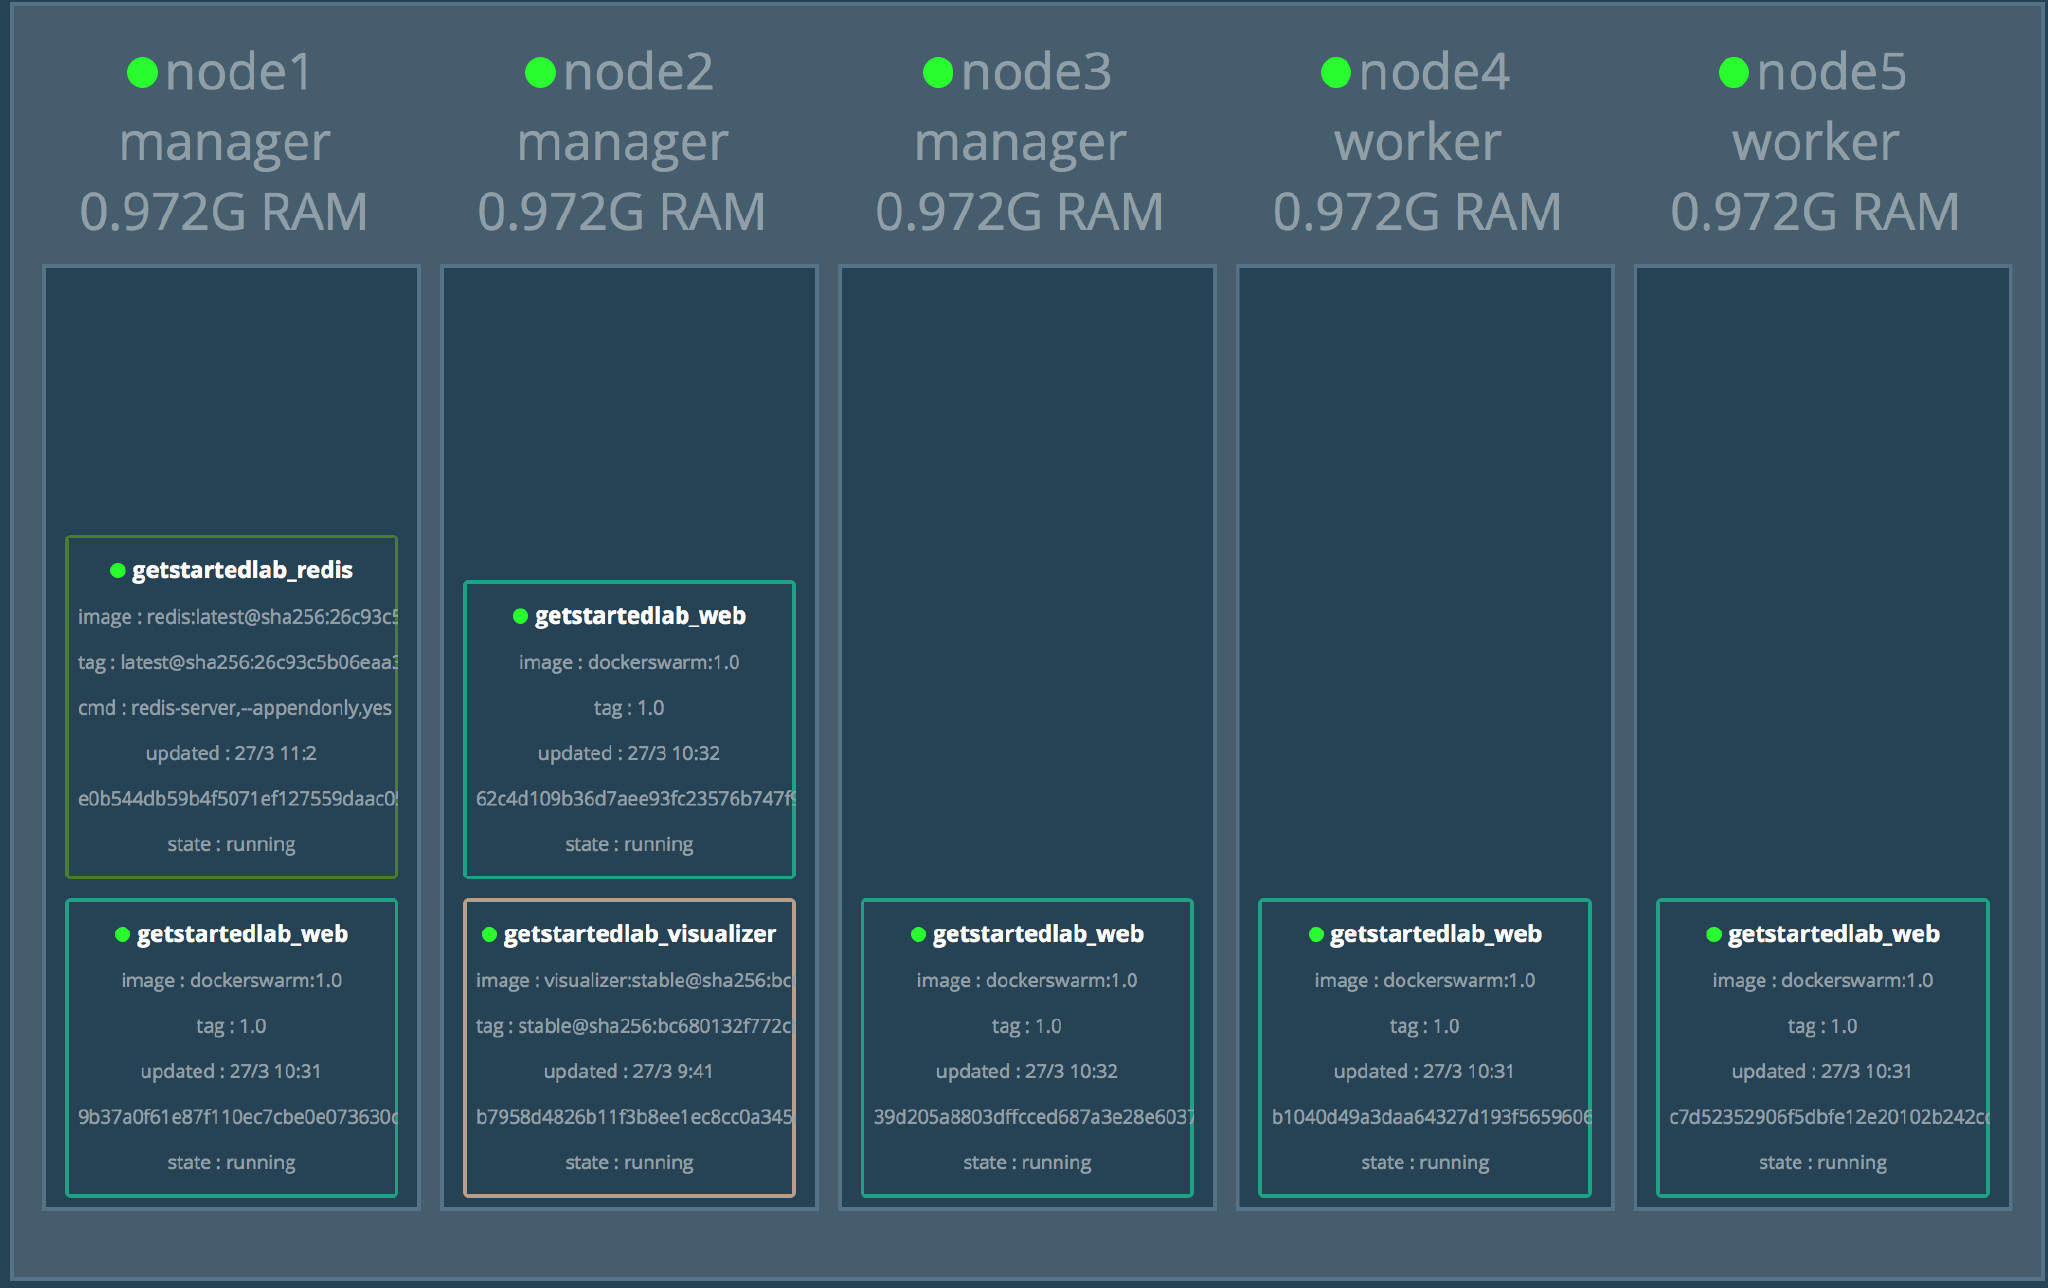 node1
manager
0.972G RAM
getstartedlab_redis
image : redis:latest@sha256:26c93c5
tag : latest@sha256:26c93c5b06eaa3
cmd : redis-server,--appendonly,yes
updated : 27/3 11:2
e0b544db59b4f5071ef127559daac05
state : running
getstartedlab_web
image : dockerswarm:1.0
tag : 1.0
updated : 27/3 10:31
9b37a0f61e87f110ec7cbe0e073630c
state : running
node2
manager
0.972G RAM
getstartedlab_web
image : dockerswarm:1.0
tag : 1.0
updated : 27/3 10:32
62c4d109b36d7aee93fc23576b747f9
state : running
getstartedlab_visualizer
image : visualizer:stable@sha256:bc
tag : stable@sha256:bc680132f772c
updated : 27/3 9:41
b7958d4826b11f3b8ee1ec8cc0a345
state : running
node3
manager
0.972G RAM
getstartedlab_web
image : dockerswarm:1.0
tag : 1.0
updated : 27/3 10:32
39d205a8803dffcced687a3e28e6037
state : running
node4
worker
0.972G RAM
getstartedlab_web
image : dockerswarm:1.0
tag : 1.0
updated : 27/3 10:31
b1040d49a3daa64327d193f5659606
state : running
node5
worker
0.972G RAM
getstartedlab_web
image : dockerswarm:1.0
tag : 1.0
updated : 27/3 10:31
c7d52352906f5dbfe12e20102b242cc
state : running